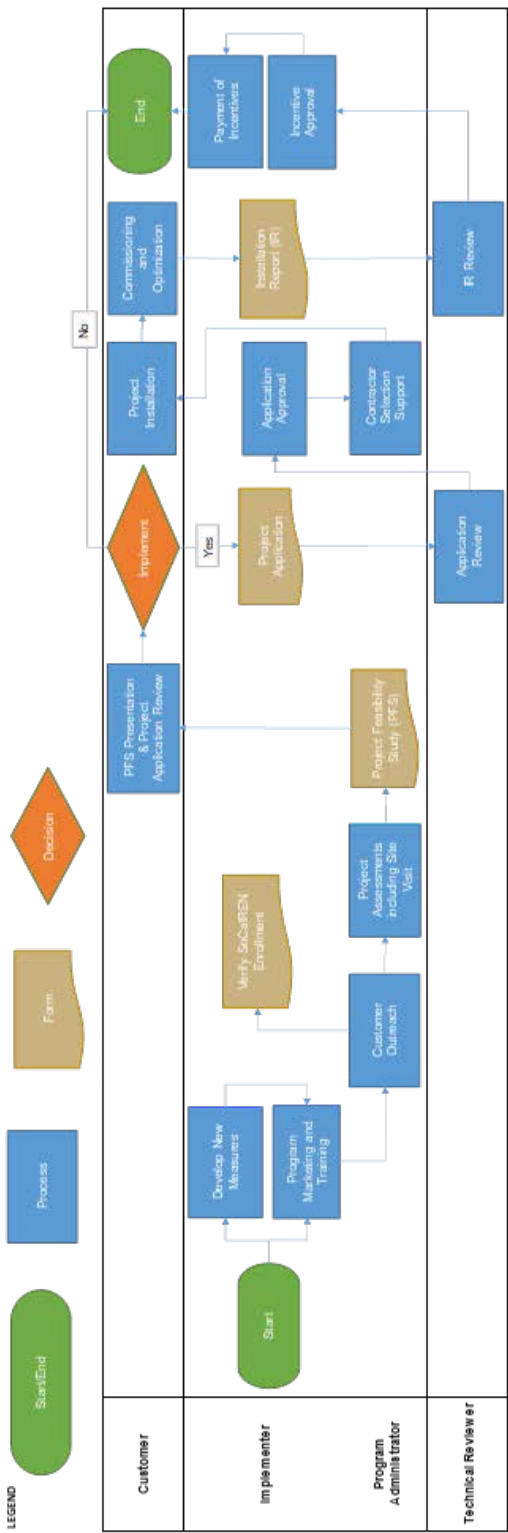 LEGEND
Start/End
Process
Form
Decision
Customer
PFS Presentation
& Project
Application Review
Implement
No
Yes
Project
Installation
Commissioning
and
Optimization
End
Implementer
Start
Develop New
Measures
Program
Marketing and
Training
Verify SoCalREN
Enrollment
Project
Application
Application
Approval
Installation
Report (IR)
Payment of
Incentives
Incentive
Approval
Program
Administrator
Customer
Outreach
Project
Assessments
including Site
Visit
Project Feasibility
Study (PFS)
Contractor
Selection
Support
Technical Reviewer
Application
Review
IR Review